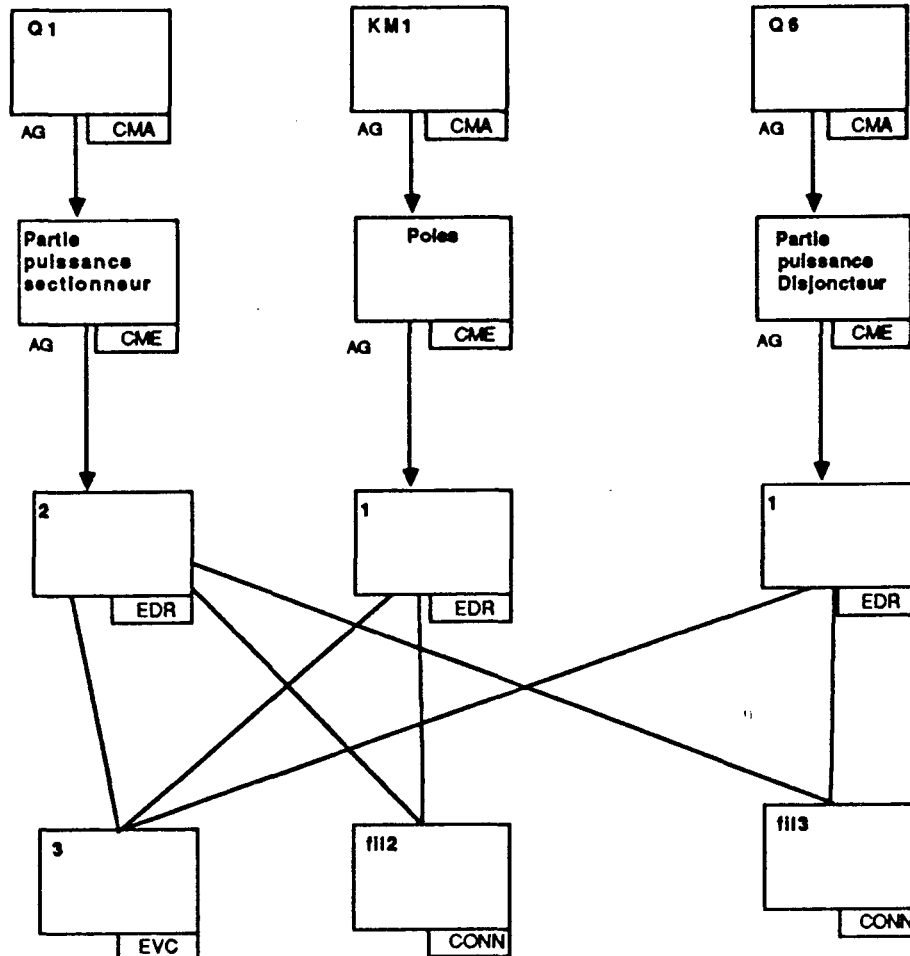 Q1
KM1
Q6
AG
CMA
AG
CMA
AG
CMA
Partie
puissance
sectionneur
Poles
Partie
puissance
Disjoncteur
AG
CME
AG
CME
AG
CME
2
1
1
EDR
EDR
EDR
3
fil2
fil3
EVC
CONN
CONN